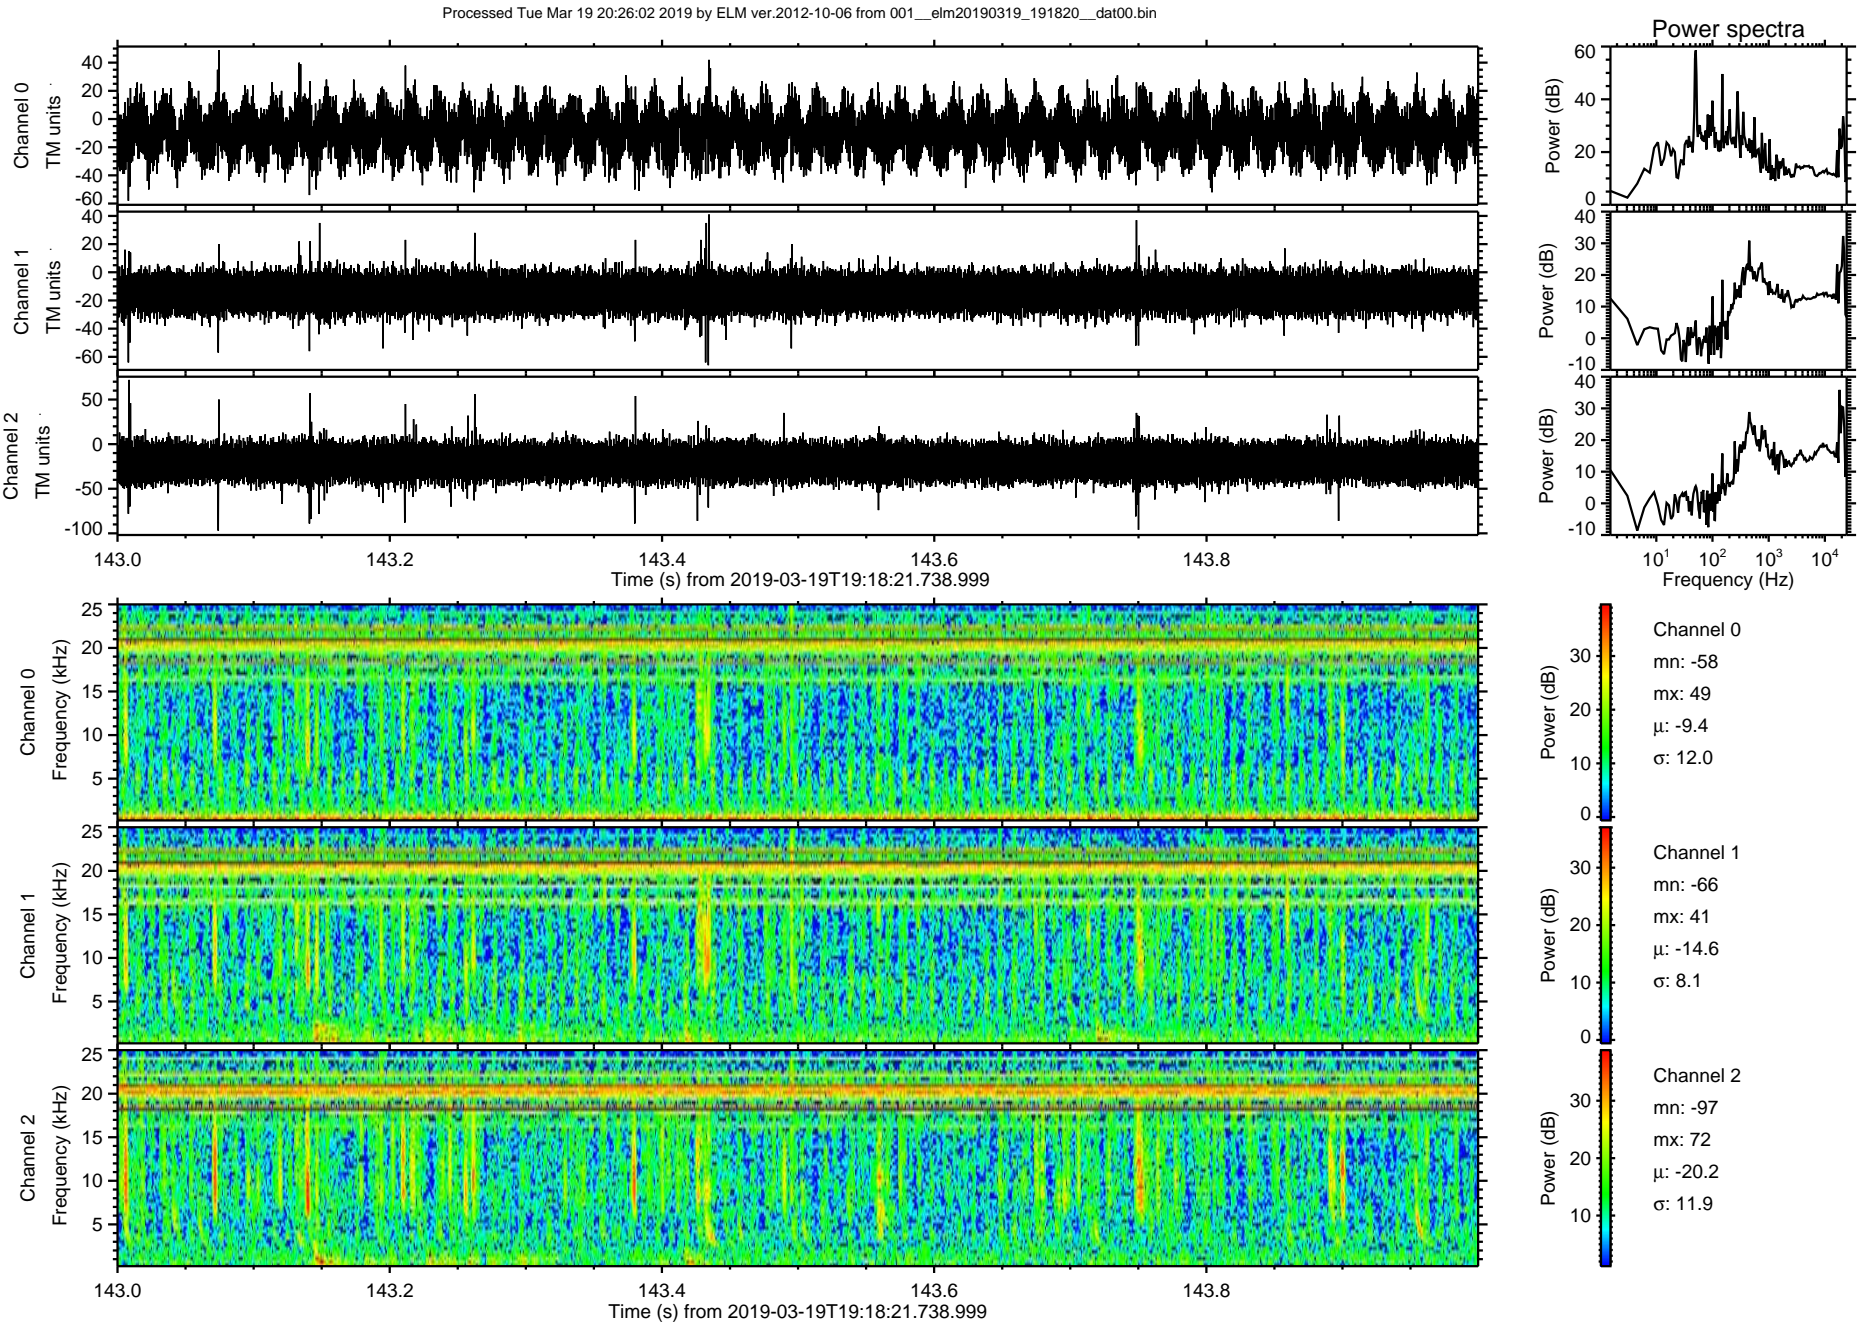 Processed Tue Mar 19 20:26:02 2019 by ELM ver.2012-10-06 from 001__elm20190319_191820__dat00.bin
Power spectra
Channel 0
TM units
40
20
0
-20
-40
-60
Power (dB)
60
40
20
0
Channel 1
TM units
40
20
0
-20
-40
-60
Power (dB)
40
30
20
10
0
-10
Channel 2
TM units
50
0
-50
-100
Power (dB)
40
30
20
10
0
-10
143.0 143.2 143.4 143.6 143.8
Time (s) from 2019-03-19T19:18:21.738.999
10¹ 10² 10³ 10⁴
Frequency (Hz)
Channel 0
Frequency (kHz)
25
20
15
10
5
Power (dB)
30
20
10
0
Channel 0
mn: -58
mx: 49
μ: -9.4
σ: 12.0
Channel 1
Frequency (kHz)
25
20
15
10
5
Power (dB)
30
20
10
0
Channel 1
mn: -66
mx: 41
μ: -14.6
σ: 8.1
Channel 2
Frequency (kHz)
25
20
15
10
5
Power (dB)
30
20
10
Channel 2
mn: -97
mx: 72
μ: -20.2
σ: 11.9
143.0 143.2 143.4 143.6 143.8
Time (s) from 2019-03-19T19:18:21.738.999